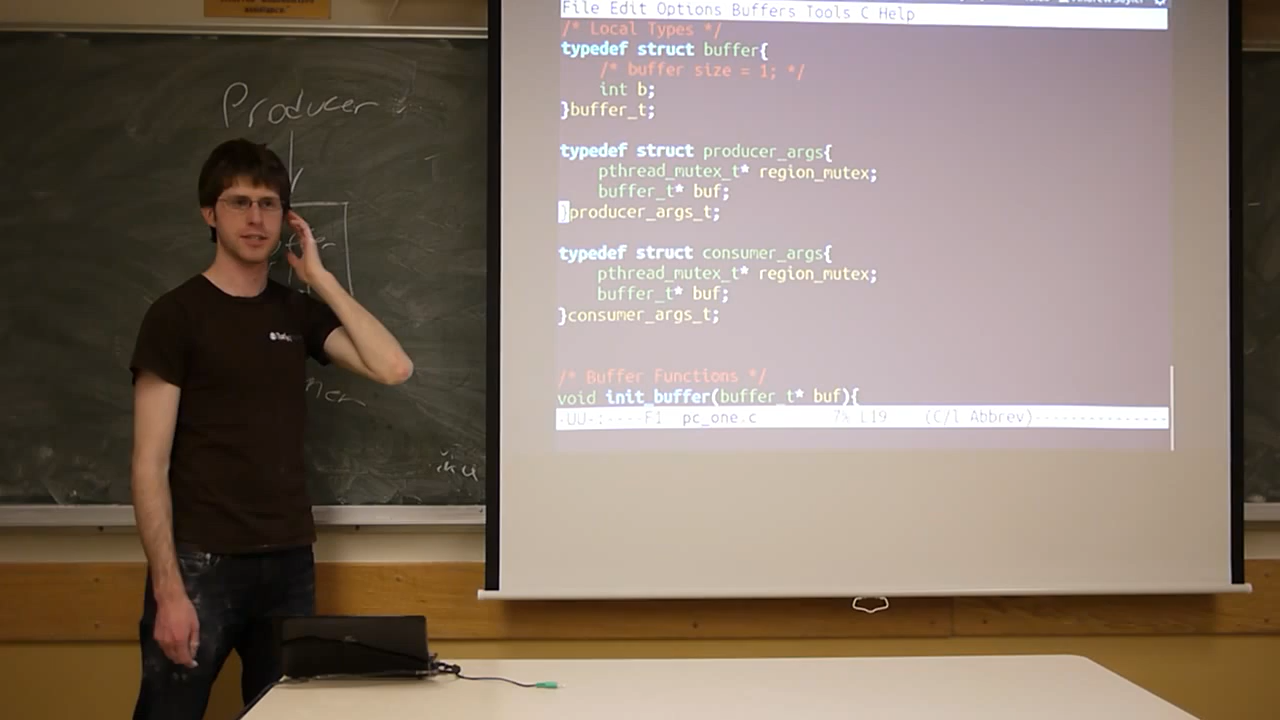 assistance"
Producer
File Edit Options Buffers Tools C Help
/* Local Types */
typedef struct buffer{
/* buffer size = 1; */
int b;
}buffer_t;
typedef struct producer_args{
pthread_mutex_t* region_mutex;
buffer_t* buf;
}producer_args_t;
typedef struct consumer_args{
pthread_mutex_t* region_mutex;
buffer_t* buf;
}consumer_args_t;
/* Buffer Functions */
void init_buffer(buffer_t* buf){
-UU-:----F1 pc_one.c 7% L19 (C/l Abbrev)---------------